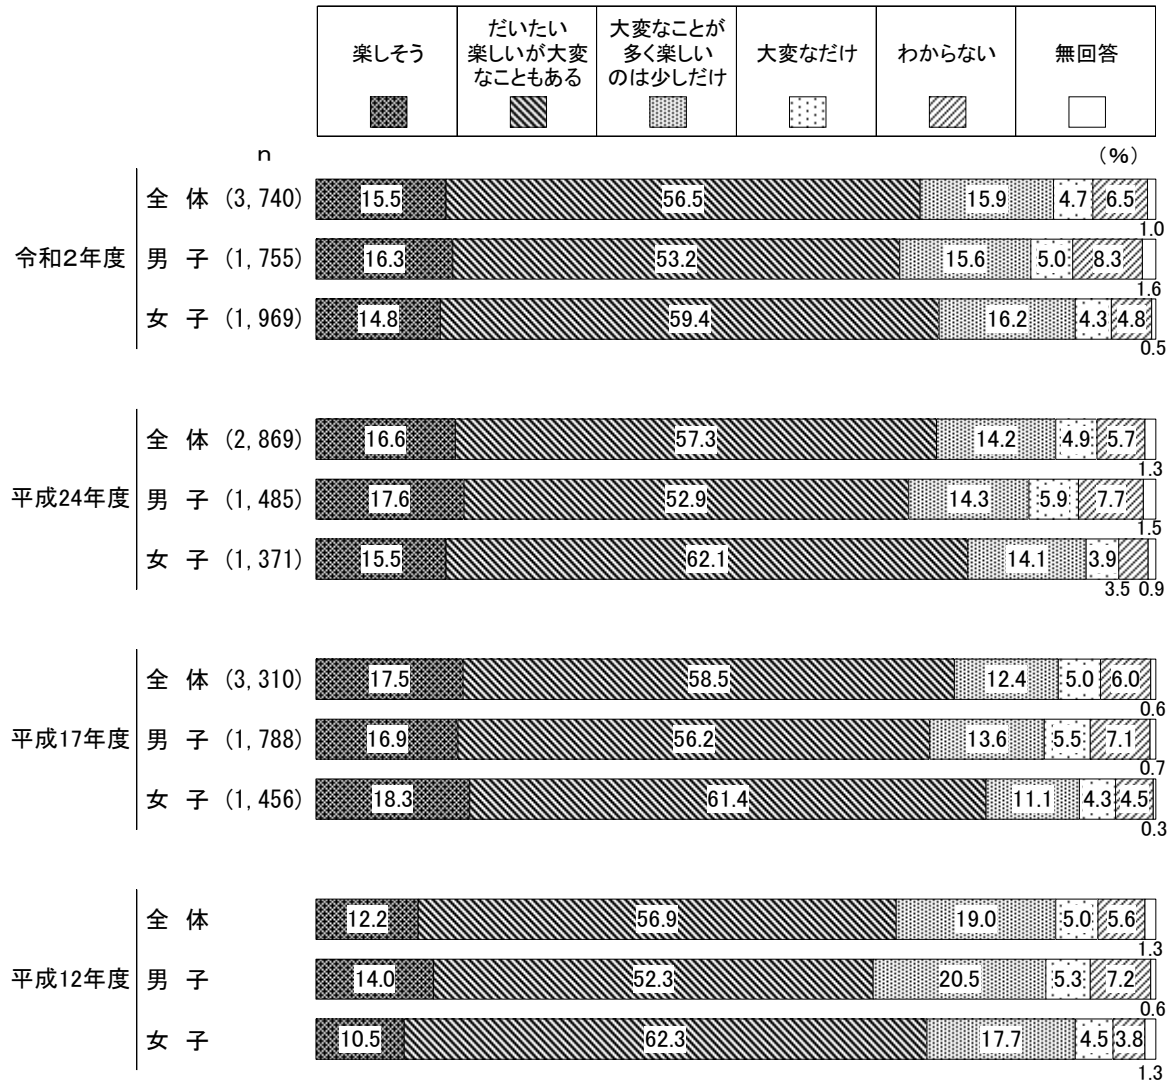 楽しそう
だいたい
楽しいが大変
なこともある
大変なことが
多く楽しい
のは少しだけ
大変なだけ
わからない
無回答
n
(%)
令和2年度
全 体 (3,740) 15.5 56.5 15.9 4.7 6.5 1.0
男 子 (1,755) 16.3 53.2 15.6 5.0 8.3 1.6
女 子 (1,969) 14.8 59.4 16.2 4.3 4.8 0.5
平成24年度
全 体 (2,869) 16.6 57.3 14.2 4.9 5.7 1.3
男 子 (1,485) 17.6 52.9 14.3 5.9 7.7 1.5
女 子 (1,371) 15.5 62.1 14.1 3.9 3.5 0.9
平成17年度
全 体 (3,310) 17.5 58.5 12.4 5.0 6.0 0.6
男 子 (1,788) 16.9 56.2 13.6 5.5 7.1 0.7
女 子 (1,456) 18.3 61.4 11.1 4.3 4.5 0.3
平成12年度
全 体 12.2 56.9 19.0 5.0 5.6 1.3
男 子 14.0 52.3 20.5 5.3 7.2 0.6
女 子 10.5 62.3 17.7 4.5 3.8 1.3